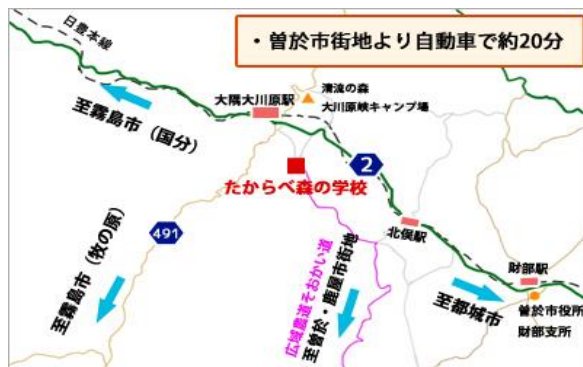 ・曽於市街地より自動車で約20分
日豊本線
至霧島市（国分）
大隅大川原駅
清流の森
大川原峡キャンプ場
2
たからべ森の学校
491
至霧島市（牧の原）
広域農道そおかい道
至曽於・鹿屋市街地
北俣駅
至都城市
財部駅
曽於市役所
財部支所